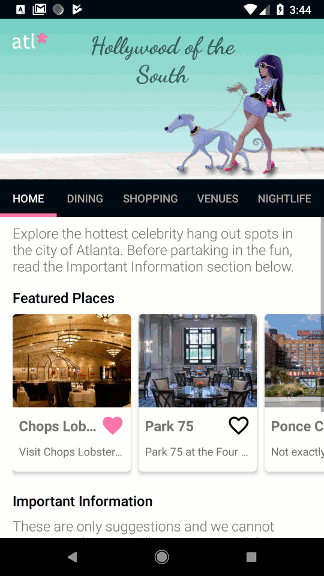 3:44
atl*
Hollywood of the
South
HOME DINING SHOPPING VENUES NIGHTLIFE
Explore the hottest celebrity hang out spots in
the city of Atlanta. Before partaking in the fun,
read the Important Information section below.
Featured Places
Chops Lob... Park 75 Ponce C
Visit Chops Lobster... Park 75 at the Four ... Not exactly
Important Information
These are only suggestions and we cannot